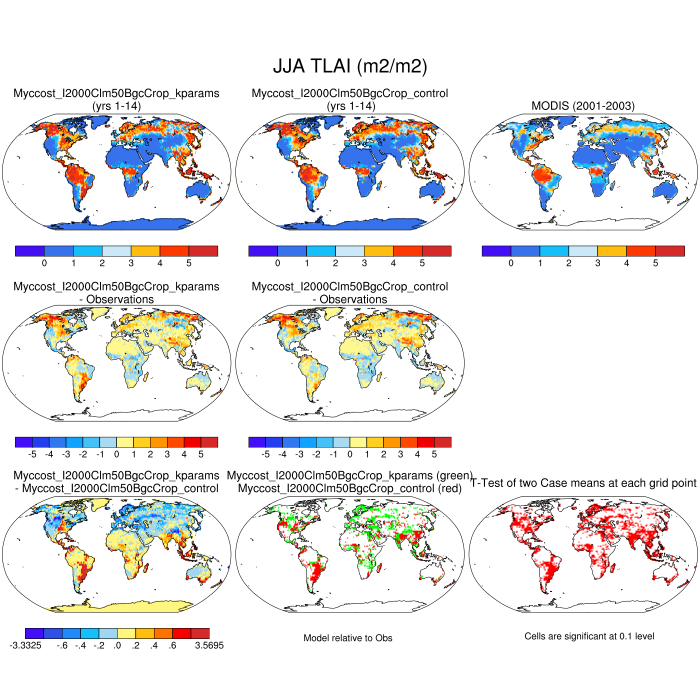 JJA TLAI (m2/m2)
Myccost_I2000Clm50BgcCrop_kparams
(yrs 1-14)
Myccost_I2000Clm50BgcCrop_control
(yrs 1-14)
MODIS (2001-2003)
0 1 2 3 4 5
0 1 2 3 4 5
0 1 2 3 4 5
Myccost_I2000Clm50BgcCrop_kparams
- Observations
Myccost_I2000Clm50BgcCrop_control
- Observations
-5 -4 -3 -2 -1 0 1 2 3 4 5
-5 -4 -3 -2 -1 0 1 2 3 4 5
Myccost_I2000Clm50BgcCrop_kparams
- Myccost_I2000Clm50BgcCrop_control
Myccost_I2000Clm50BgcCrop_kparams (green)
Myccost_I2000Clm50BgcCrop_control (red)
T-Test of two Case means at each grid point
-3.3325 -.6 -.4 -.2 .0 .2 .4 .6 3.5695
Model relative to Obs
Cells are significant at 0.1 level